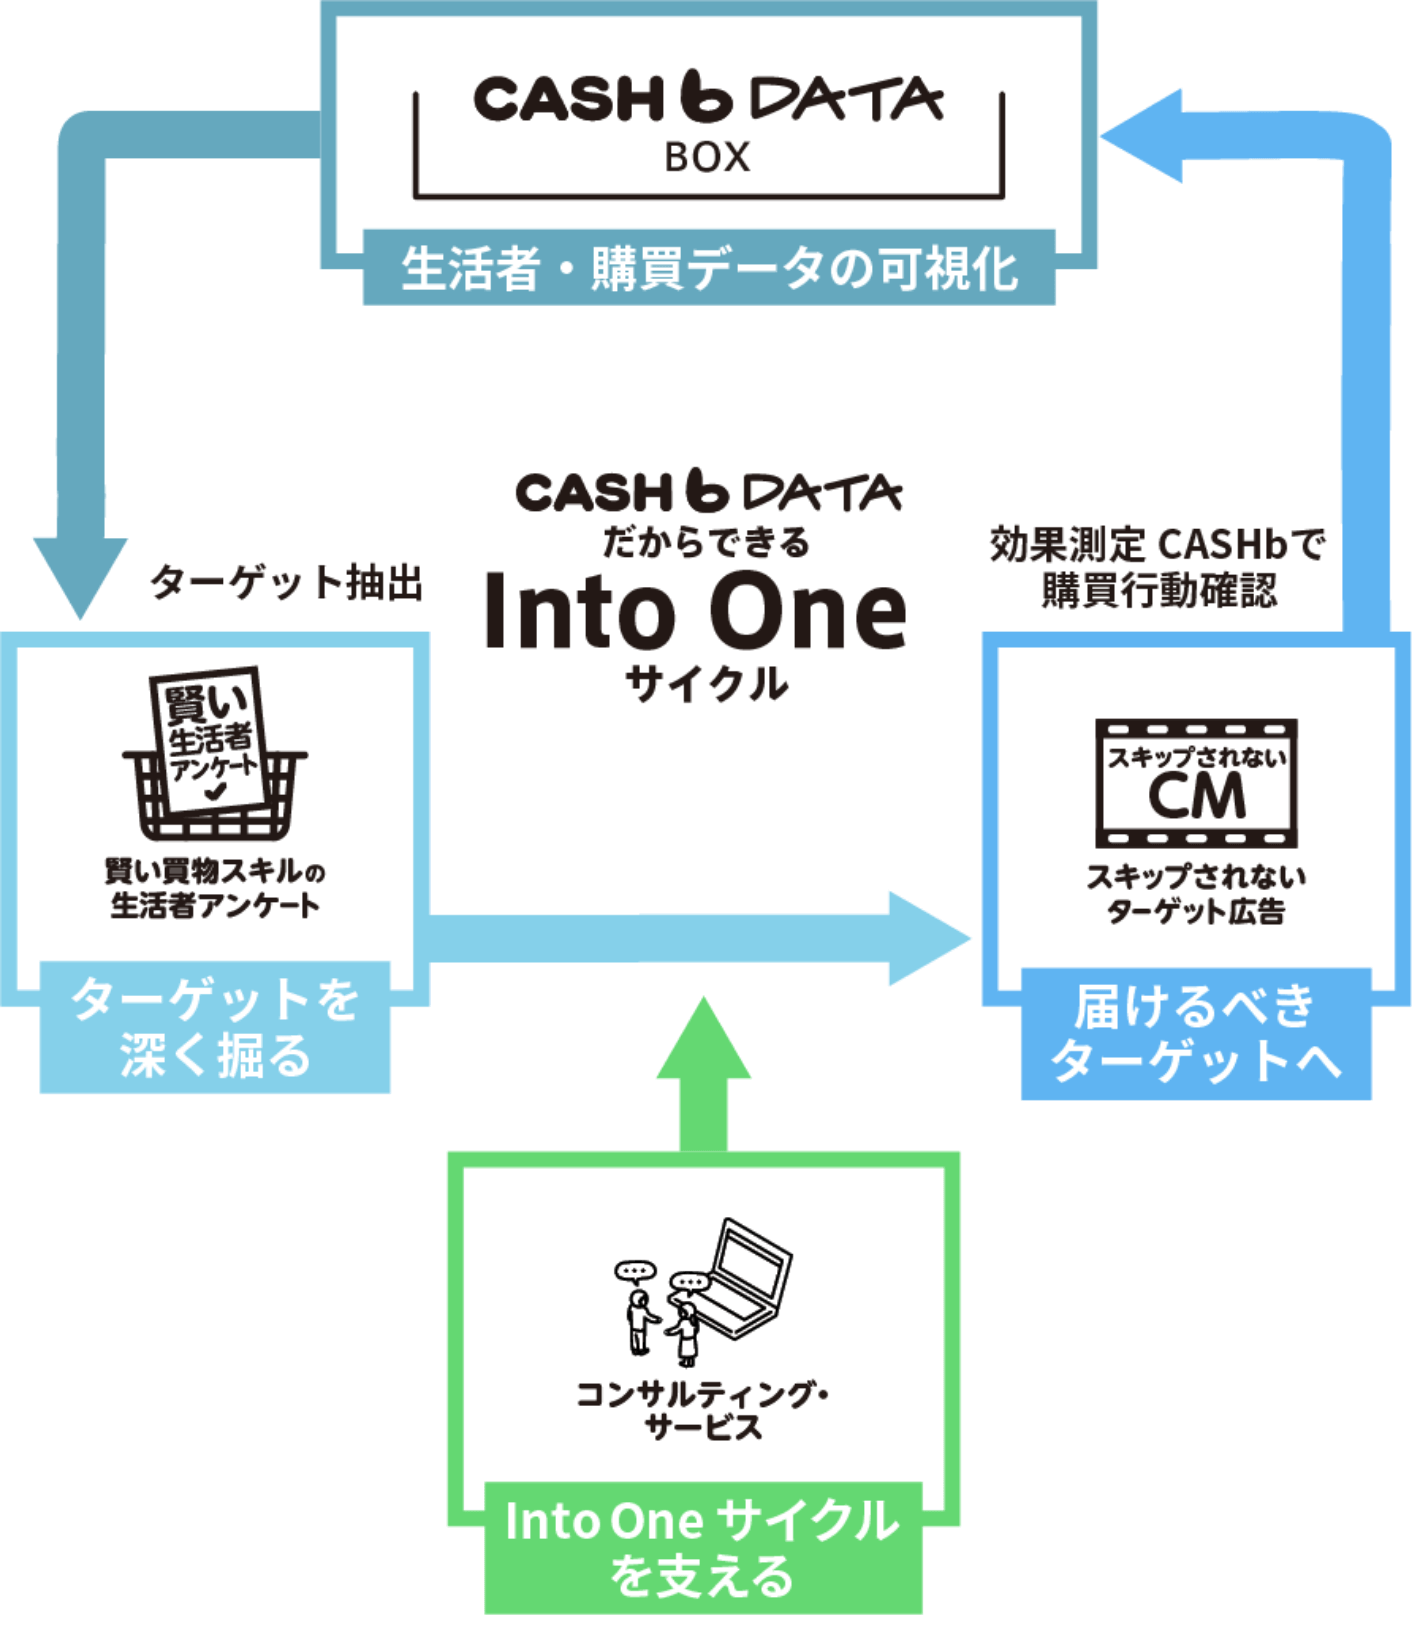 CASHb DATA
BOX
生活者・購買データの可視化
CASHb DATA
だからできる
Into One
サイクル
ターゲット抽出
効果測定 CASHbで
購買行動確認
賢い
生活者
アンケート
賢い買物スキルの
生活者アンケート
ターゲットを
深く掘る
スキップされない
CM
スキップされない
ターゲット広告
届けるべき
ターゲットへ
コンサルティング・
サービス
Into One サイクル
を支える